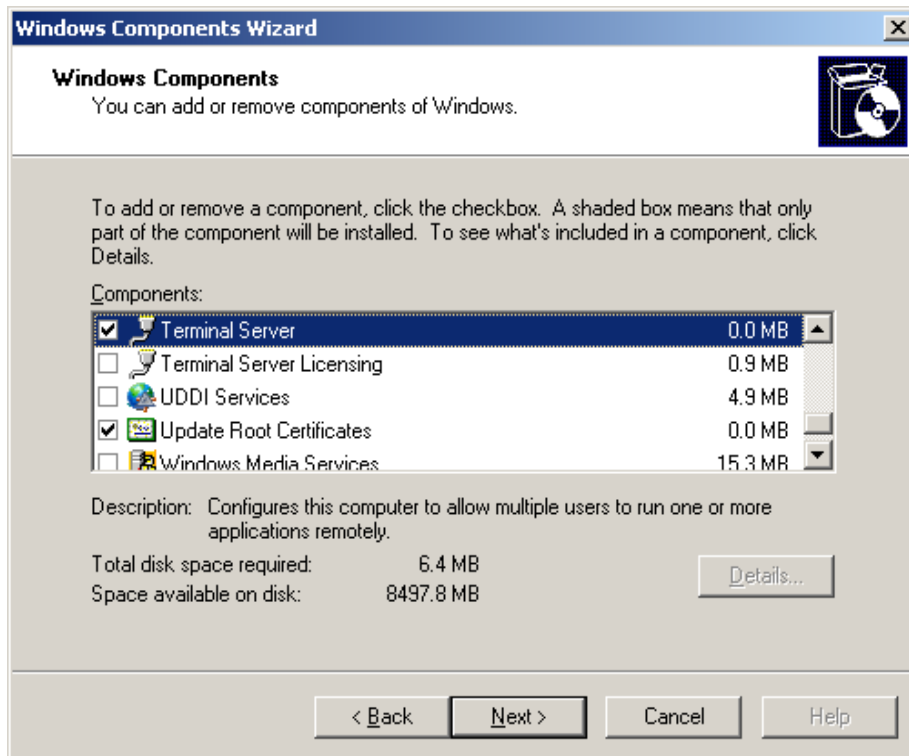 Windows Components Wizard
Windows Components
You can add or remove components of Windows.
To add or remove a component, click the checkbox. A shaded box means that only
part of the component will be installed. To see what's included in a component, click
Details.
Components:
Terminal Server 0.0 MB
Terminal Server Licensing 0.9 MB
UDDI Services 4.9 MB
Update Root Certificates 0.0 MB
Windows Media Services 15.3 MB
Description: Configures this computer to allow multiple users to run one or more
applications remotely.
Total disk space required: 6.4 MB
Space available on disk: 8497.8 MB
Details...
< Back Next > Cancel Help